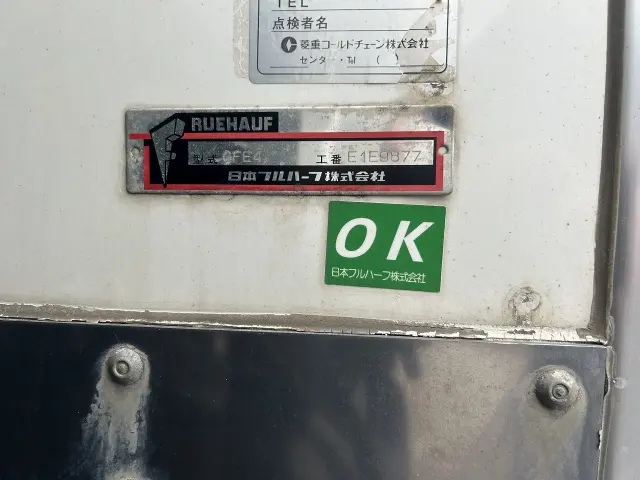 TEL
点検者名
菱重コールドチェーン株式会社
センター・・Tel ( )
RUEHAUF
型式 CFE4 工番 E1E9877
日本フルハーフ株式会社
OK
日本フルハーフ株式会社